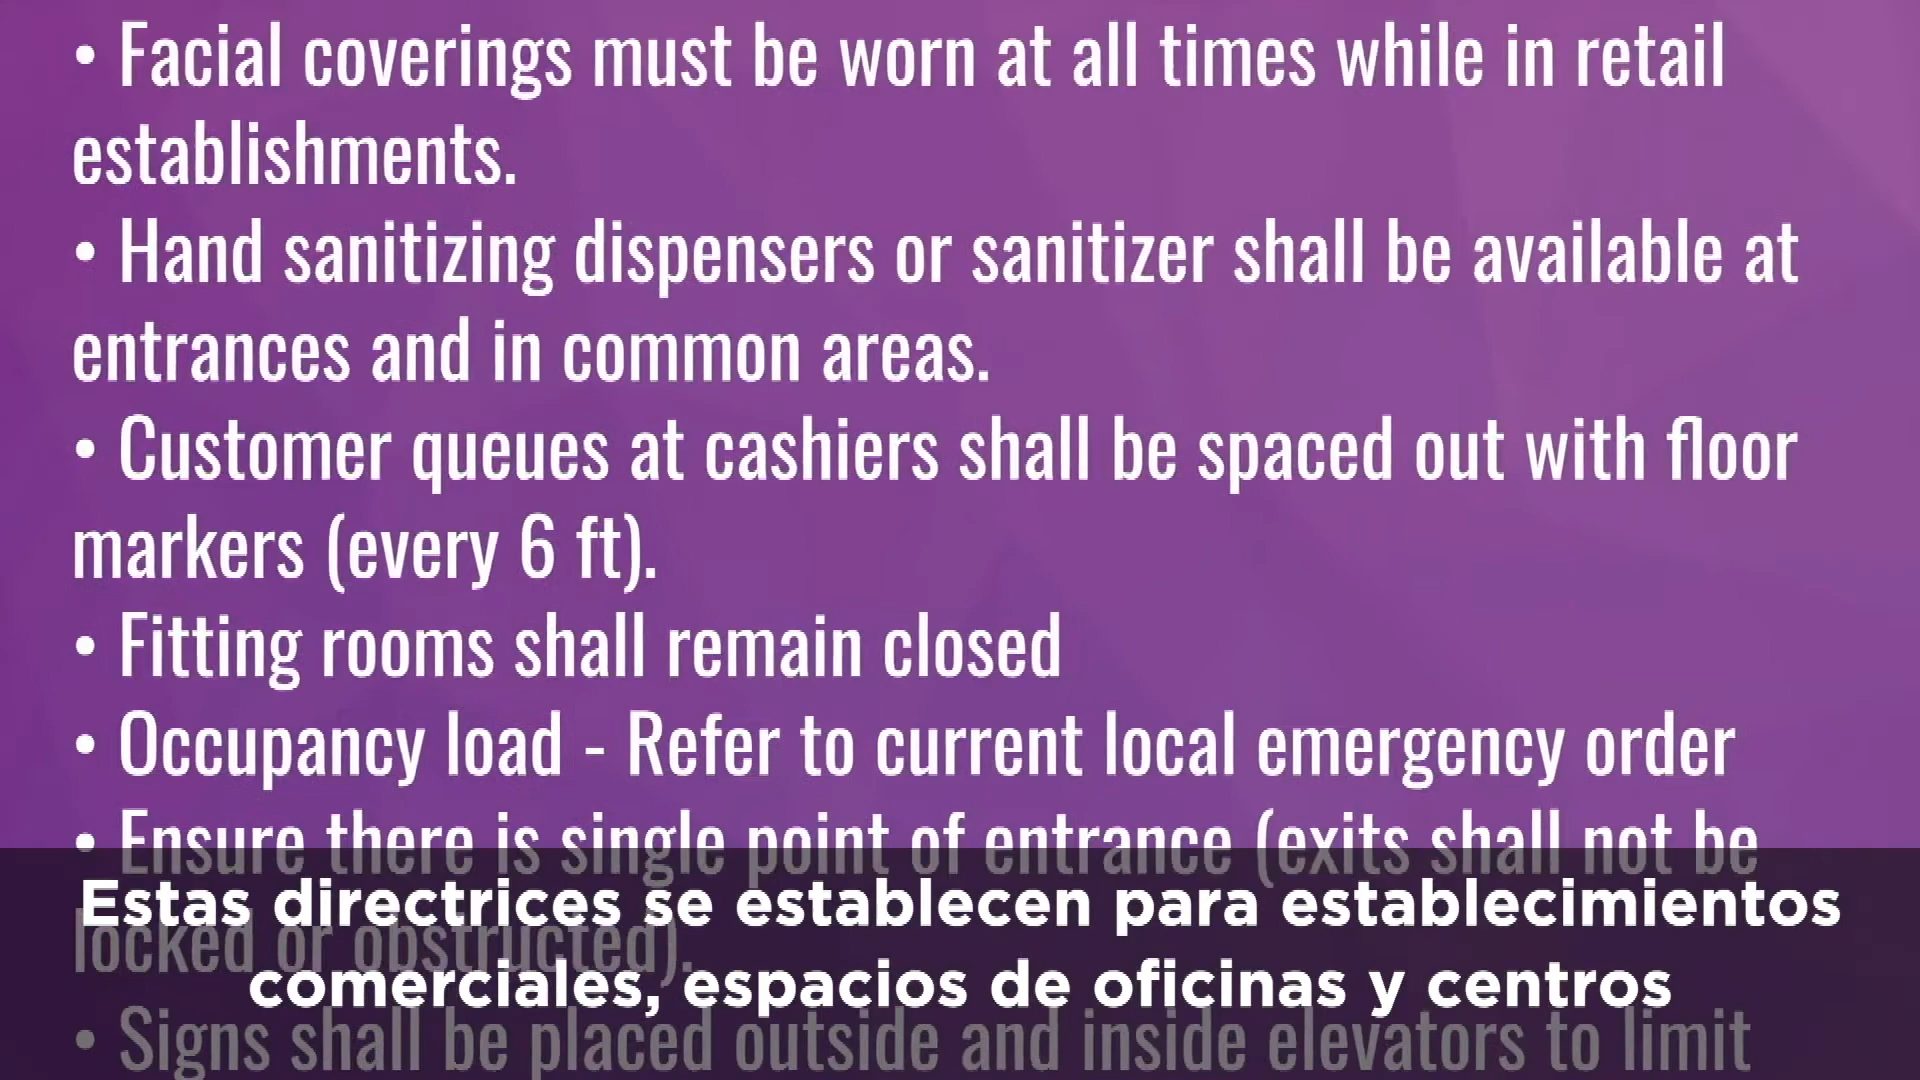 • Facial coverings must be worn at all times while in retail
establishments.
• Hand sanitizing dispensers or sanitizer shall be available at
entrances and in common areas.
• Customer queues at cashiers shall be spaced out with floor
markers (every 6 ft).
• Fitting rooms shall remain closed
• Occupancy load - Refer to current local emergency order
• Ensure there is single point of entrance (exits shall not be
Estas directrices se establecen para establecimientos
locked or obstructed).
comerciales, espacios de oficinas y centros
• Signs shall be placed outside and inside elevators to limit